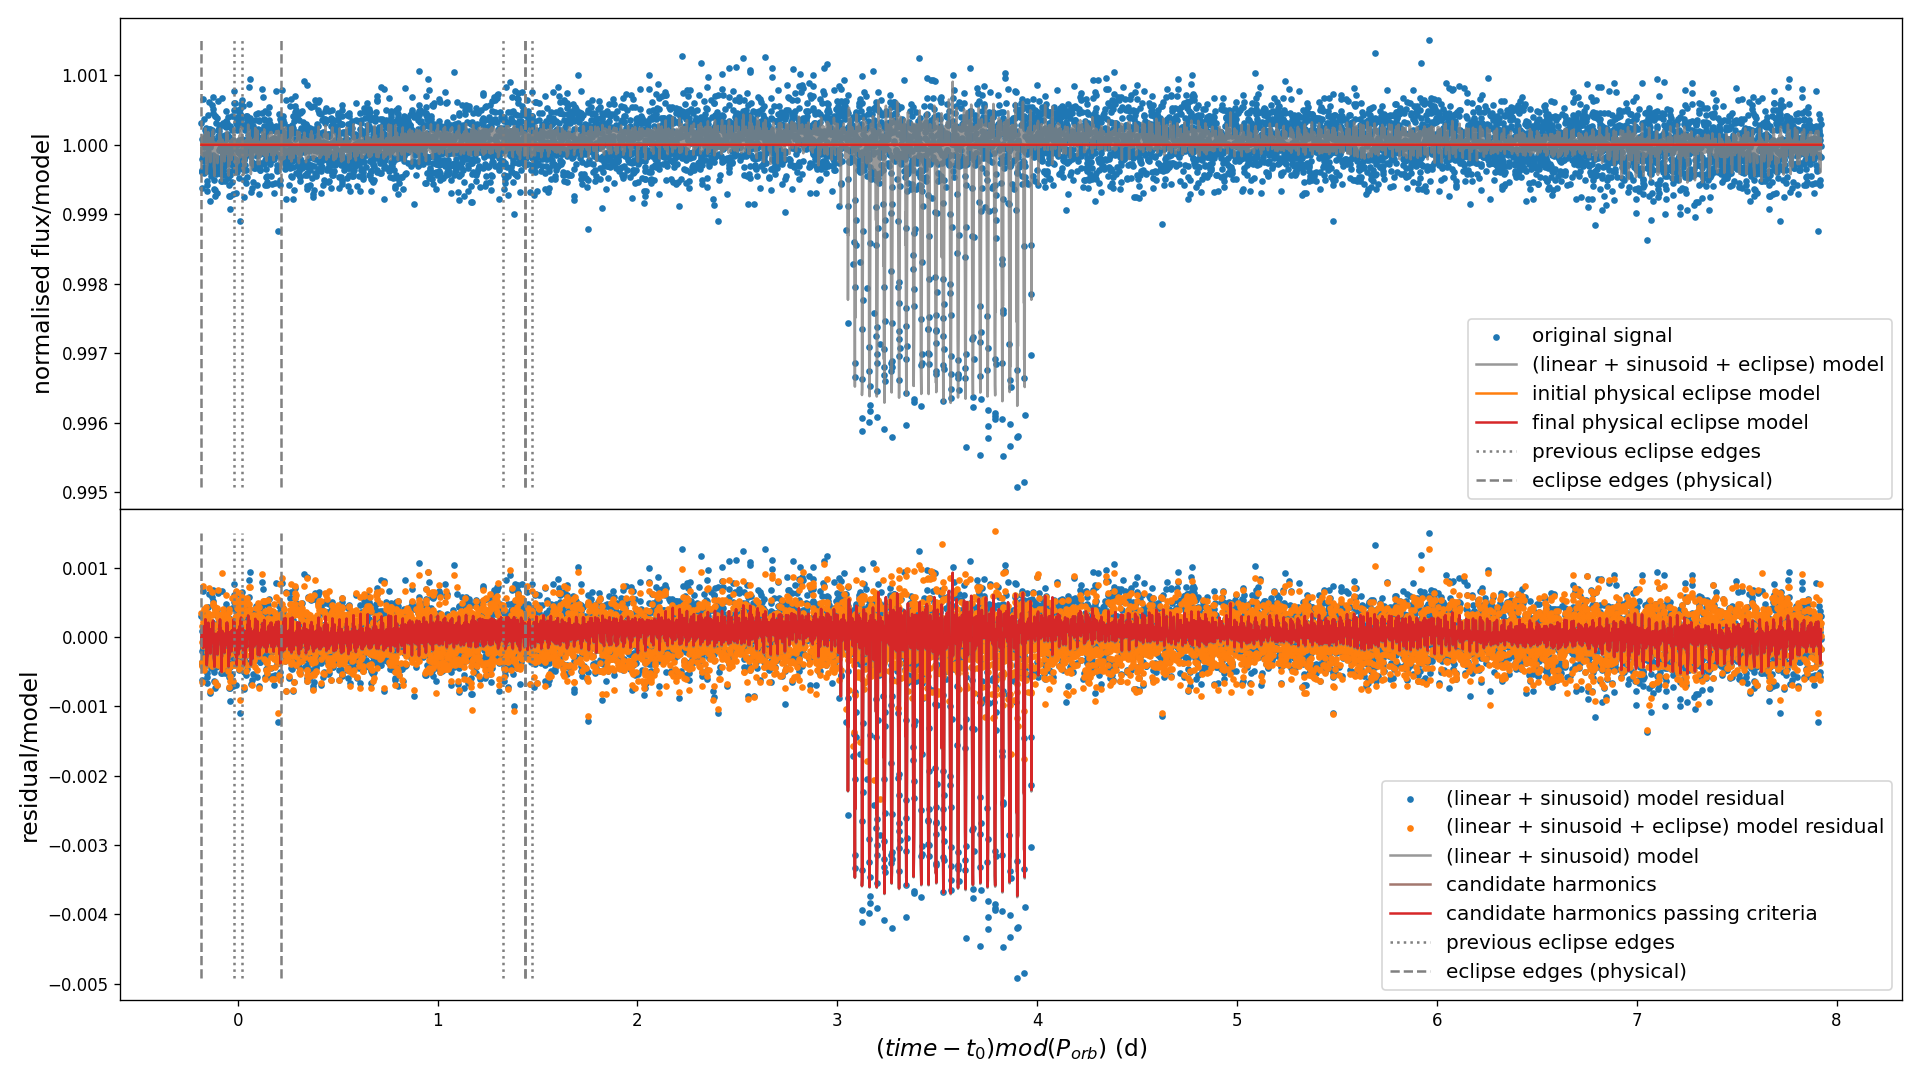 normalised flux/model
1.001
1.000
0.999
0.998
0.997
0.996
0.995
original signal
(linear + sinusoid + eclipse) model
initial physical eclipse model
final physical eclipse model
previous eclipse edges
eclipse edges (physical)
residual/model
0.001
0.000
−0.001
−0.002
−0.003
−0.004
−0.005
(linear + sinusoid) model residual
(linear + sinusoid + eclipse) model residual
(linear + sinusoid) model
candidate harmonics
candidate harmonics passing criteria
previous eclipse edges
eclipse edges (physical)
0 1 2 3 4 5 6 7 8
(time − t₀)mod(Pₒᵣb) (d)